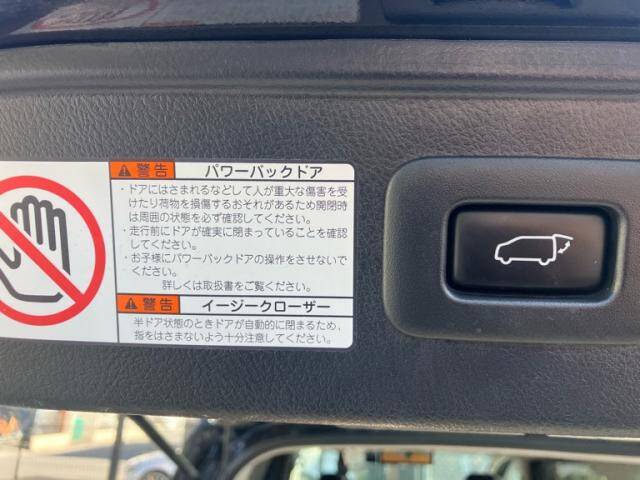 警告 パワーバックドア
・ドアにはさまれるなどして人が重大な傷害を受
けたり荷物を損傷するおそれがあるため開閉時
は周囲の状態を必ず確認してください。
・走行前にドアが確実に閉まっていることを確認
してください。
・お子様にパワーバックドアの操作をさせないで
ください。
詳しくは取扱書をご覧ください。
警告 イージークローザー
半ドア状態のときドアが自動的に閉まるため、
指をはさまないよう十分注意してください。